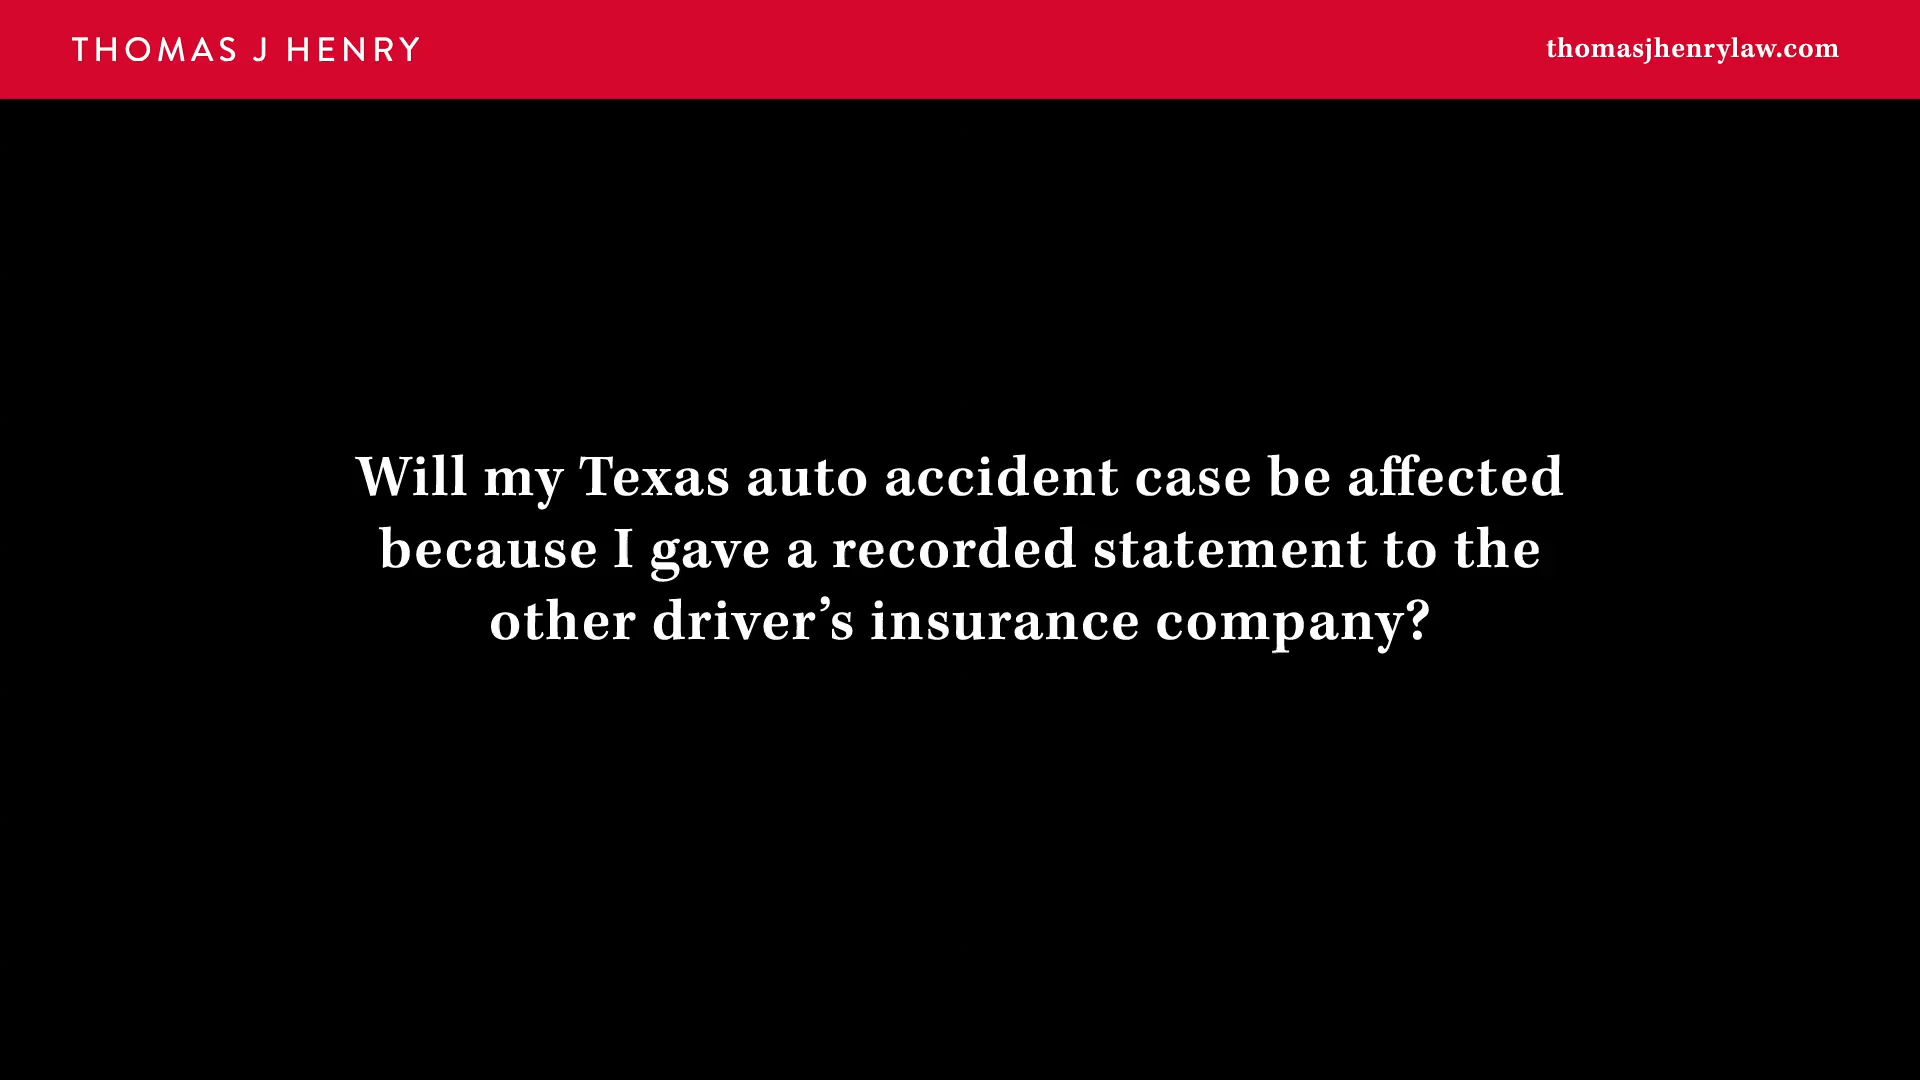 THOMAS J HENRY
thomasjhenrylaw.com
Will my Texas auto accident case be affected
because I gave a recorded statement to the
other driver’s insurance company?